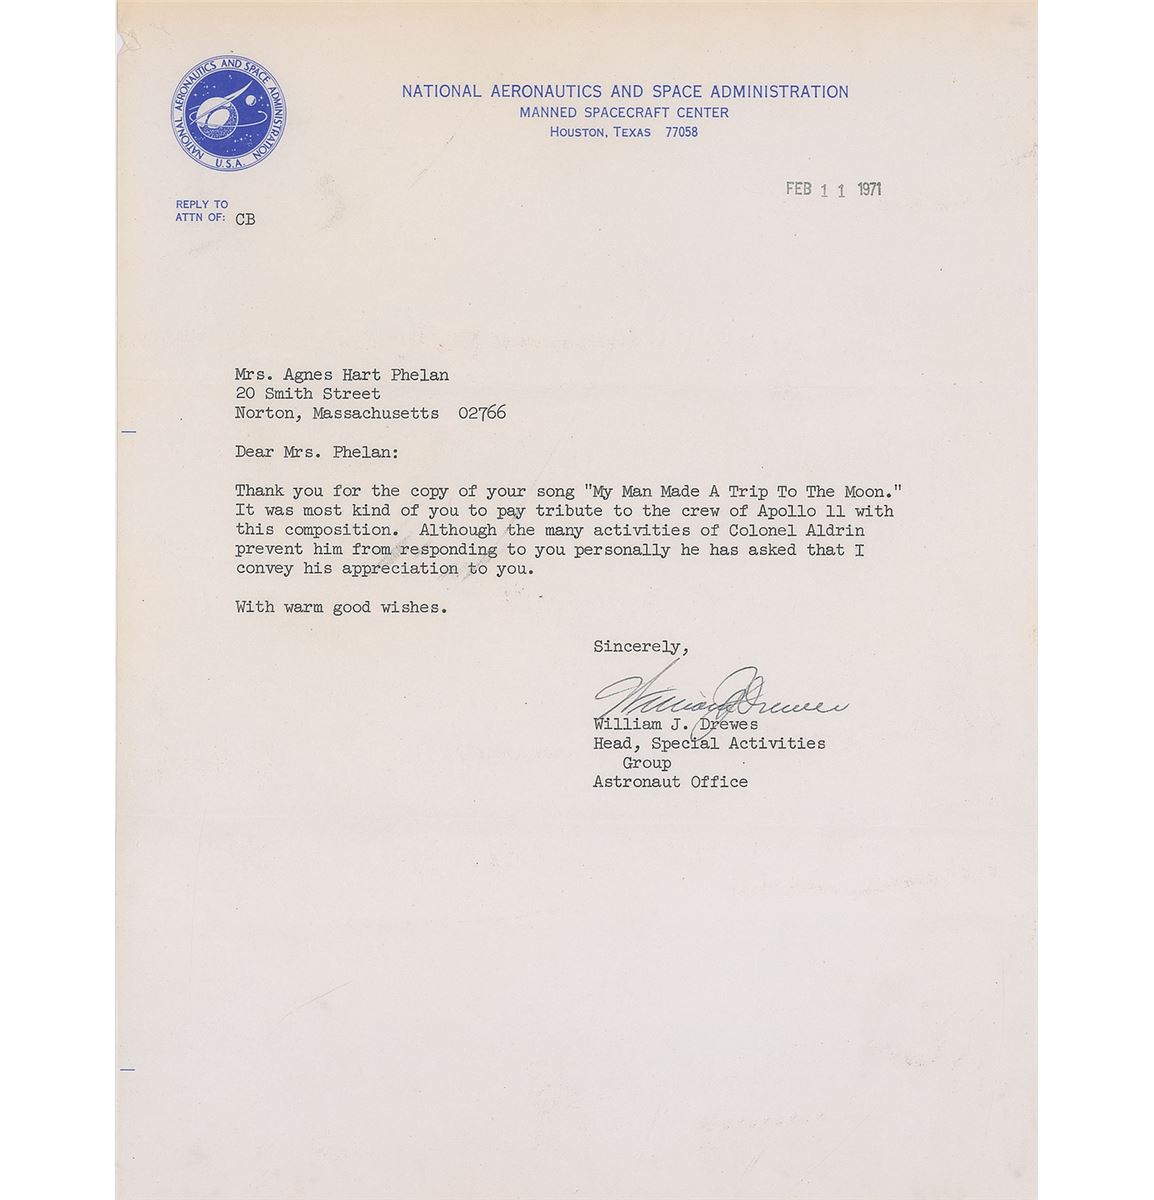 NATIONAL AERONAUTICS AND SPACE ADMINISTRATION
U.S.A.
NATIONAL AERONAUTICS AND SPACE ADMINISTRATION
MANNED SPACECRAFT CENTER
HOUSTON, TEXAS 77058
FEB 11 1971
REPLY TO
ATTN OF: CB
Mrs. Agnes Hart Phelan
20 Smith Street
Norton, Massachusetts 02766
Dear Mrs. Phelan:
Thank you for the copy of your song "My Man Made A Trip To The Moon."
It was most kind of you to pay tribute to the crew of Apollo 11 with
this composition. Although the many activities of Colonel Aldrin
prevent him from responding to you personally he has asked that I
convey his appreciation to you.
With warm good wishes.
Sincerely,
William J. Drewes
William J. Drewes
Head, Special Activities
Group
Astronaut Office